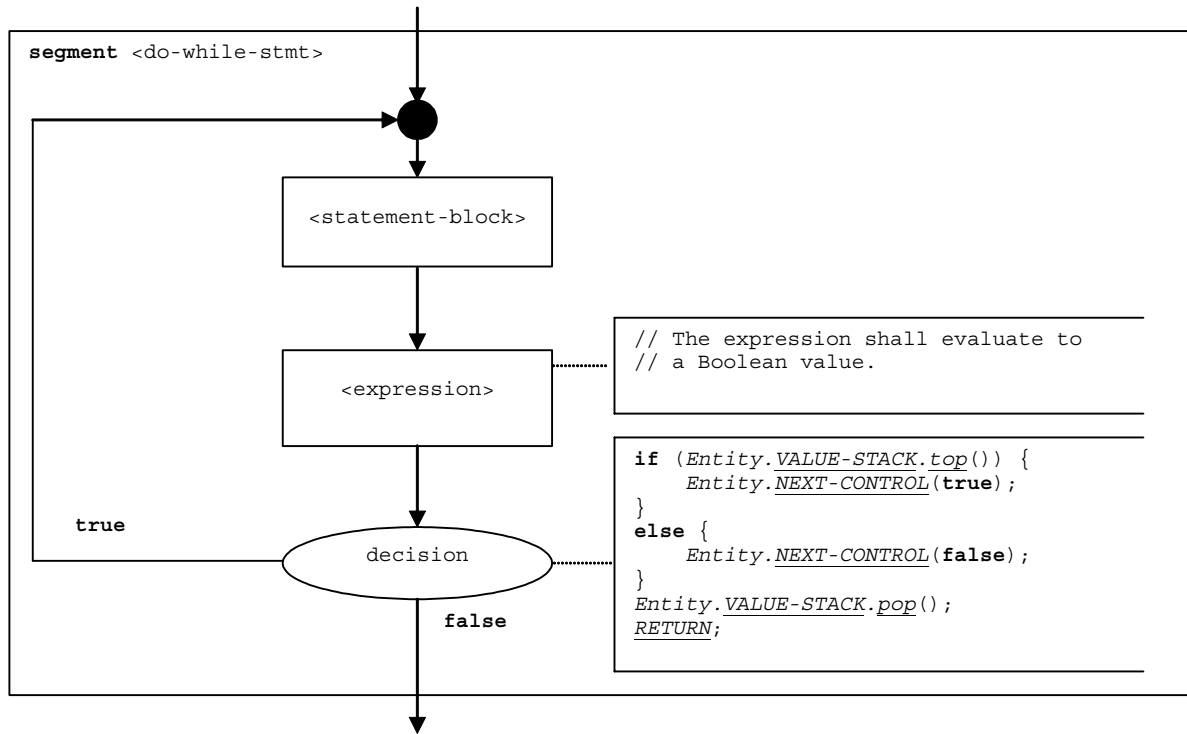 segment <do-while-stmt>
<statement-block>
// The expression shall evaluate to
// a Boolean value.
<expression>
if (Entity.VALUE-STACK.top()) {
Entity.NEXT-CONTROL(true);
}
else {
Entity.NEXT-CONTROL(false);
}
Entity.VALUE-STACK.pop();
RETURN;
true
decision
false